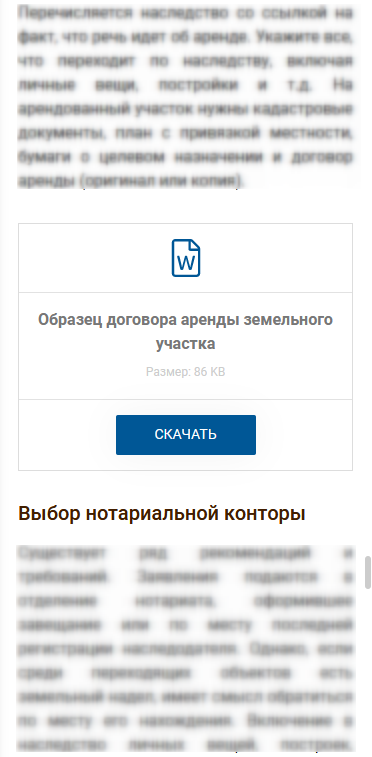 Перечисляется наследство со ссылкой на
факт, что речь идет об аренде. Укажите все,
что переходит по наследству, включая
личные вещи, постройки и т.д. На
арендованный участок нужны кадастровые
документы, план с привязкой местности,
бумаги о целевом назначении и договор
аренды (оригинал или копия).
W
Образец договора аренды земельного
участка
Размер: 86 KB
СКАЧАТЬ
Выбор нотариальной конторы
Существует ряд рекомендаций и
требований. Заявления подаются в
отделение нотариата, оформившее
завещание или по месту последней
регистрации наследодателя. Однако, если
среди переходящих объектов есть
земельный надел, имеет смысл обратиться
по месту его нахождения. Включение в
наследство личных вещей, построек,